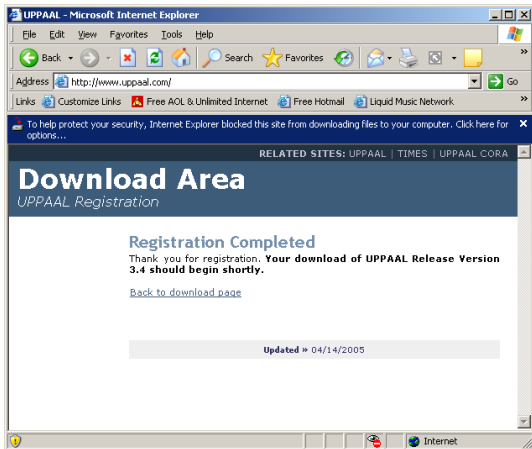 UPPAAL - Microsoft Internet Explorer
File Edit View Favorites Tools Help
Back Search Favorites »
Address http://www.uppaal.com/ Go »
Links Customize Links Free AOL & Unlimited Internet Free Hotmail Liquid Music Network »
To help protect your security, Internet Explorer blocked this site from downloading files to your computer. Click here for
options...
RELATED SITES: UPPAAL | TIMES | UPPAAL CORA
Download Area
UPPAAL Registration
Registration Completed
Thank you for registration. Your download of UPPAAL Release Version
3.4 should begin shortly.
Back to download page
Updated » 04/14/2005
Internet